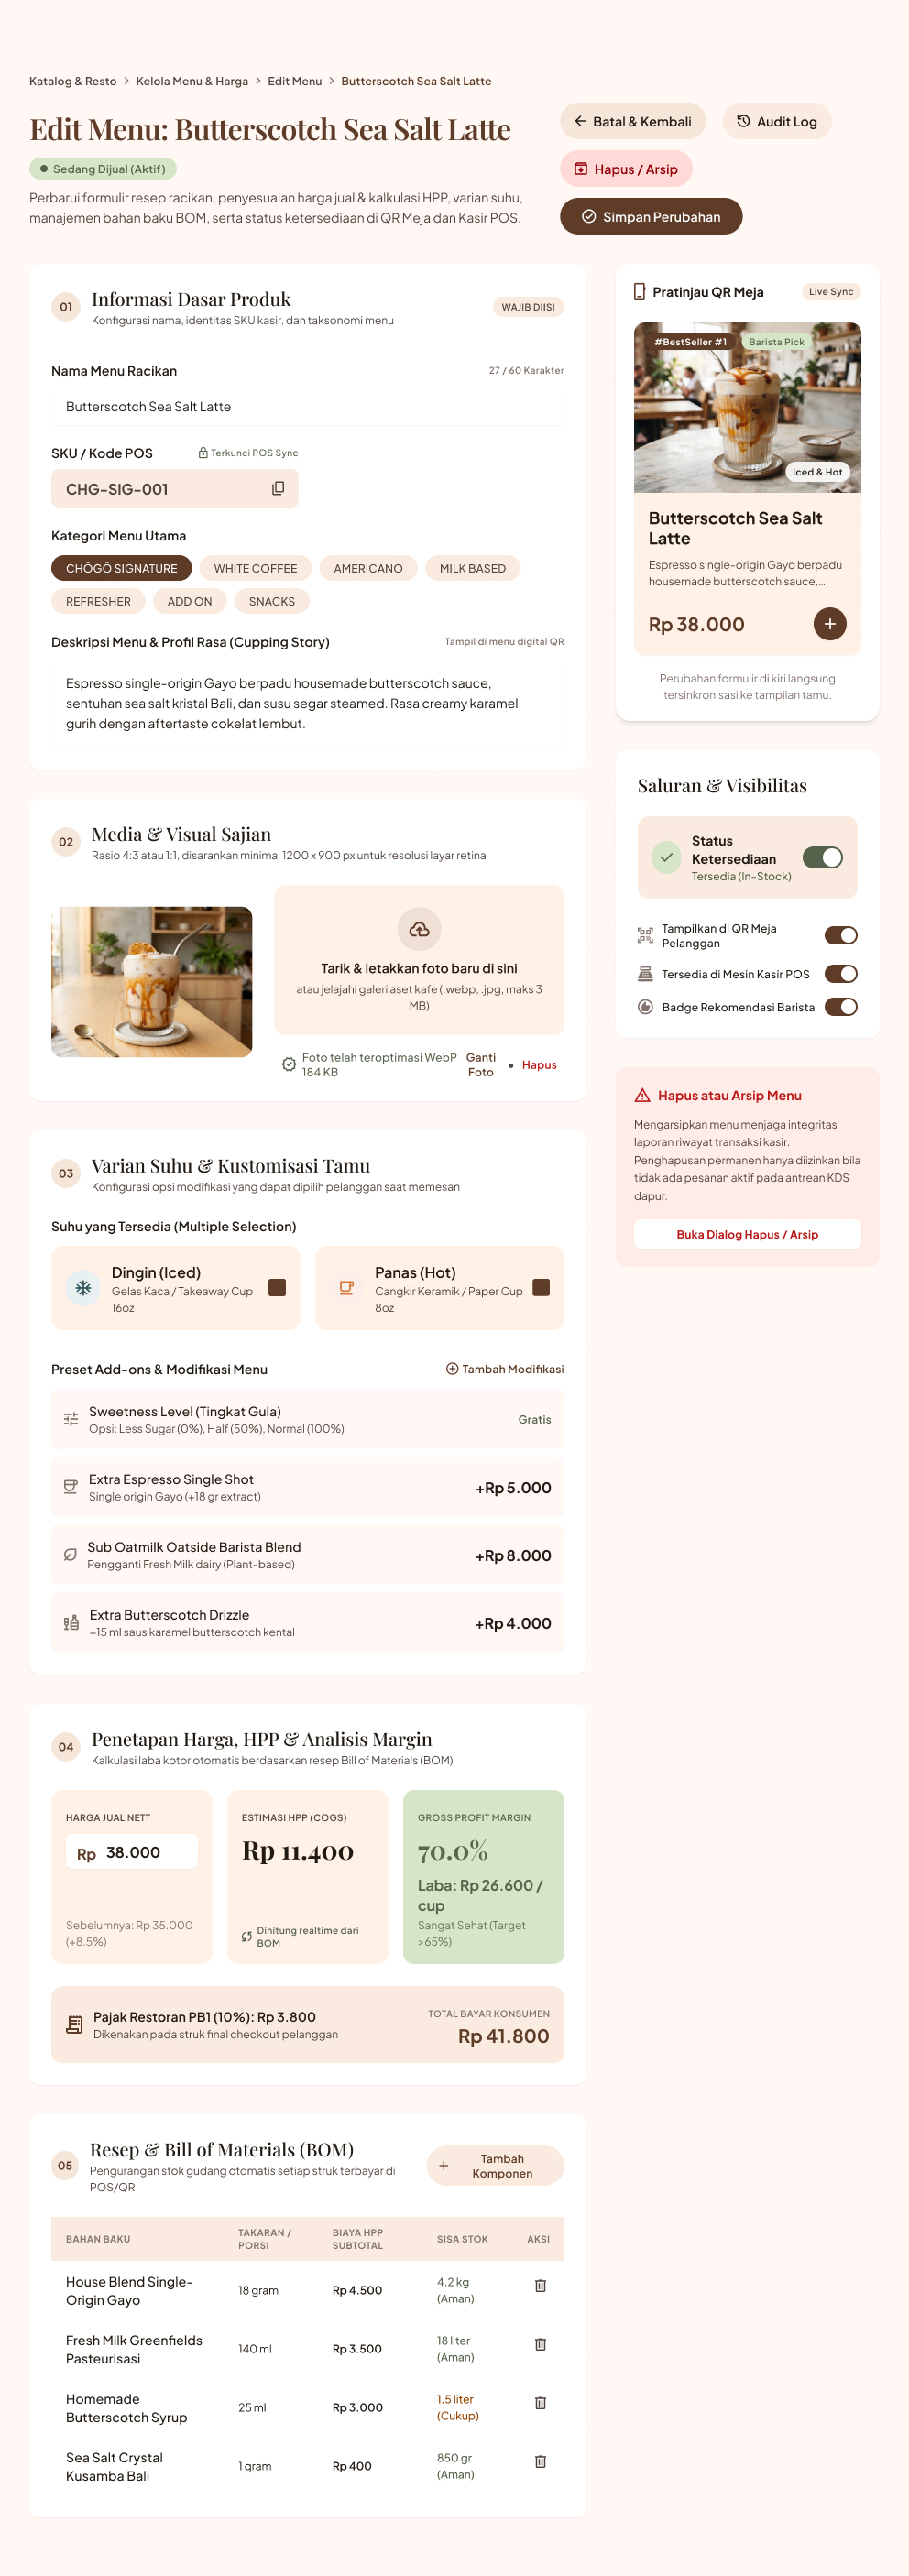 Katalog & Resto > Kelola Menu & Harga > Edit Menu > Butterscotch Sea Salt Latte
Edit Menu: Butterscotch Sea Salt Latte
Sedang Dijual (Aktif)
Perbarui formulir resep racikan, penyesuaian harga jual & kalkulasi HPP, varian suhu,
manajemen bahan baku BOM, serta status ketersediaan di QR Meja dan Kasir POS.
Batal & Kembali
Audit Log
Hapus / Arsip
Simpan Perubahan
01
Informasi Dasar Produk
Konfigurasi nama, identitas SKU kasir, dan taksonomi menu
WAJIB DIISI
Nama Menu Racikan
27 / 60 Karakter
Butterscotch Sea Salt Latte
SKU / Kode POS
Terkunci POS Sync
CHG-SIG-001
Kategori Menu Utama
CHŌGŌ SIGNATURE
WHITE COFFEE
AMERICANO
MILK BASED
REFRESHER
ADD ON
SNACKS
Deskripsi Menu & Profil Rasa (Cupping Story)
Tampil di menu digital QR
Espresso single-origin Gayo berpadu housemade butterscotch sauce,
sentuhan sea salt kristal Bali, dan susu segar steamed. Rasa creamy karamel
gurih dengan aftertaste cokelat lembut.
02
Media & Visual Sajian
Rasio 4:3 atau 1:1, disarankan minimal 1200 x 900 px untuk resolusi layar retina
Tarik & letakkan foto baru di sini
atau jelajahi galeri aset kafe (.webp, .jpg, maks 3
MB)
Foto telah teroptimasi WebP
184 KB
Ganti
Foto
•
Hapus
03
Varian Suhu & Kustomisasi Tamu
Konfigurasi opsi modifikasi yang dapat dipilih pelanggan saat memesan
Suhu yang Tersedia (Multiple Selection)
Dingin (Iced)
Gelas Kaca / Takeaway Cup
16oz
Panas (Hot)
Cangkir Keramik / Paper Cup
8oz
Preset Add-ons & Modifikasi Menu
Tambah Modifikasi
Sweetness Level (Tingkat Gula)
Opsi: Less Sugar (0%), Half (50%), Normal (100%)
Gratis
Extra Espresso Single Shot
Single origin Gayo (+18 gr extract)
+Rp 5.000
Sub Oatmilk Oatside Barista Blend
Pengganti Fresh Milk dairy (Plant-based)
+Rp 8.000
Extra Butterscotch Drizzle
+15 ml saus karamel butterscotch kental
+Rp 4.000
04
Penetapan Harga, HPP & Analisis Margin
Kalkulasi laba kotor otomatis berdasarkan resep Bill of Materials (BOM)
HARGA JUAL NETT
Rp 38.000
Sebelumnya: Rp 35.000
(+8.5%)
ESTIMASI HPP (COGS)
Rp 11.400
Dihitung realtime dari
BOM
GROSS PROFIT MARGIN
70.0%
Laba: Rp 26.600 /
cup
Sangat Sehat (Target
>65%)
Pajak Restoran PB1 (10%): Rp 3.800
Dikenakan pada struk final checkout pelanggan
TOTAL BAYAR KONSUMEN
Rp 41.800
05
Resep & Bill of Materials (BOM)
Pengurangan stok gudang otomatis setiap struk terbayar di
POS/QR
Tambah
Komponen
BAHAN BAKU
TAKARAN /
PORSI
BIAYA HPP
SUBTOTAL
SISA STOK
AKSI
House Blend Single-
Origin Gayo
18 gram
Rp 4.500
4.2 kg
(Aman)
Fresh Milk Greenfields
Pasteurisasi
140 ml
Rp 3.500
18 liter
(Aman)
Homemade
Butterscotch Syrup
25 ml
Rp 3.000
1.5 liter
(Cukup)
Sea Salt Crystal
Kusamba Bali
1 gram
Rp 400
850 gr
(Aman)
Pratinjau QR Meja
Live Sync
#BestSeller #1
Barista Pick
Iced & Hot
Butterscotch Sea Salt
Latte
Espresso single-origin Gayo berpadu
housemade butterscotch sauce,...
Rp 38.000
Perubahan formulir di kiri langsung
tersinkronisasi ke tampilan tamu.
Saluran & Visibilitas
Status
Ketersediaan
Tersedia (In-Stock)
Tampilkan di QR Meja
Pelanggan
Tersedia di Mesin Kasir POS
Badge Rekomendasi Barista
Hapus atau Arsip Menu
Mengarsipkan menu menjaga integritas
laporan riwayat transaksi kasir.
Penghapusan permanen hanya diizinkan bila
tidak ada pesanan aktif pada antrean KDS
dapur.
Buka Dialog Hapus / Arsip